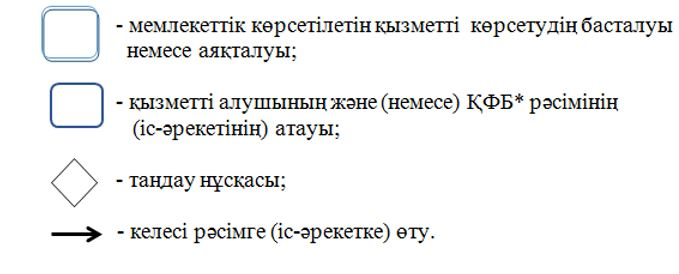 - мемлекеттік көрсетілетін қызметті көрсетудің басталуы
немесе аяқталуы;
- қызметті алушының және (немесе) ҚФБ* рәсімінің
(іс-әрекетінің) атауы;
- таңдау нұсқасы;
- келесі рәсімге (іс-әрекетке) өту.